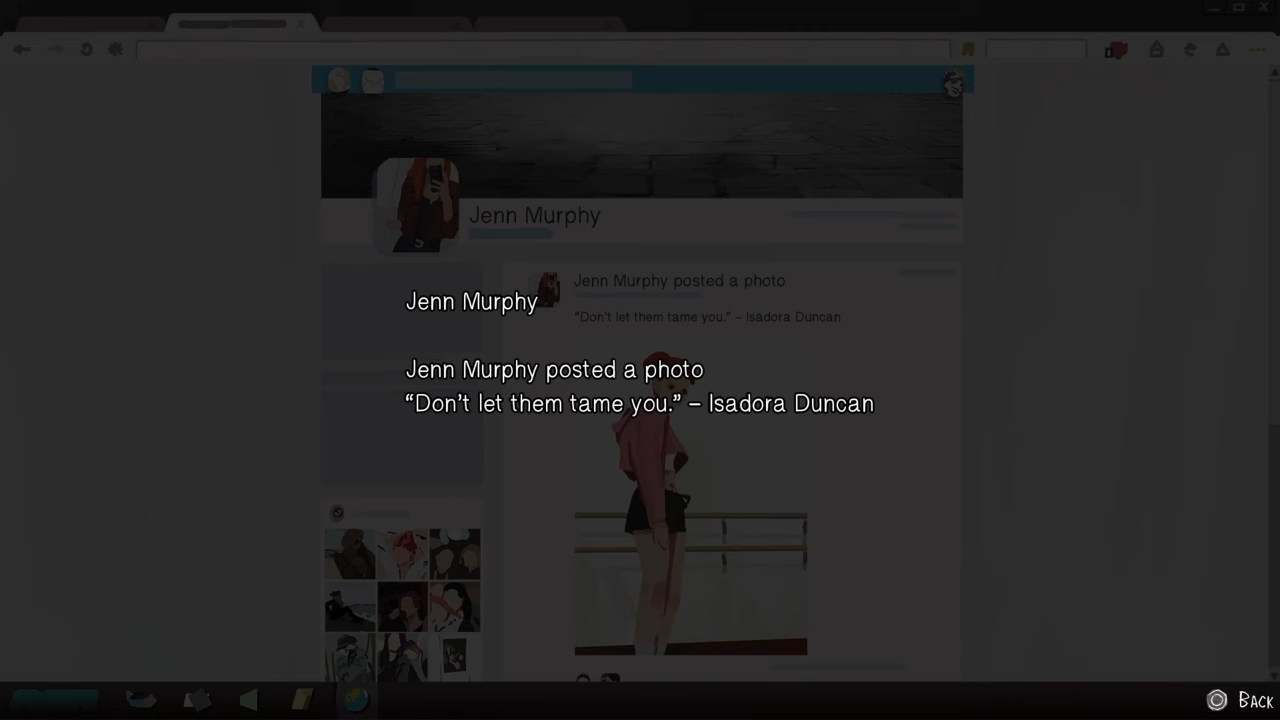 Jenn Murphy
Jenn Murphy posted a photo
"Don't let them tame you." – Isadora Duncan
Jenn Murphy
Jenn Murphy posted a photo
“Don’t let them tame you.” – Isadora Duncan
Back